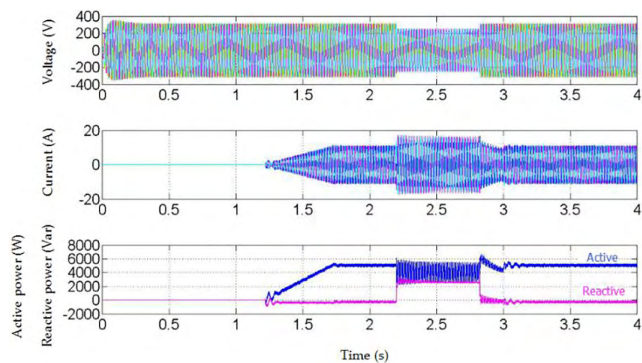 Voltage (V)
400
200
0
-200
-400
0 0.5 1 1.5 2 2.5 3 3.5 4
Current (A)
20
0
-20
0 0.5 1 1.5 2 2.5 3 3.5 4
Active power (W)
Reactive power (Var)
8000
6000
4000
2000
0
-2000
-4000
Active
Reactive
0 0.5 1 1.5 2 2.5 3 3.5 4
Time (s)